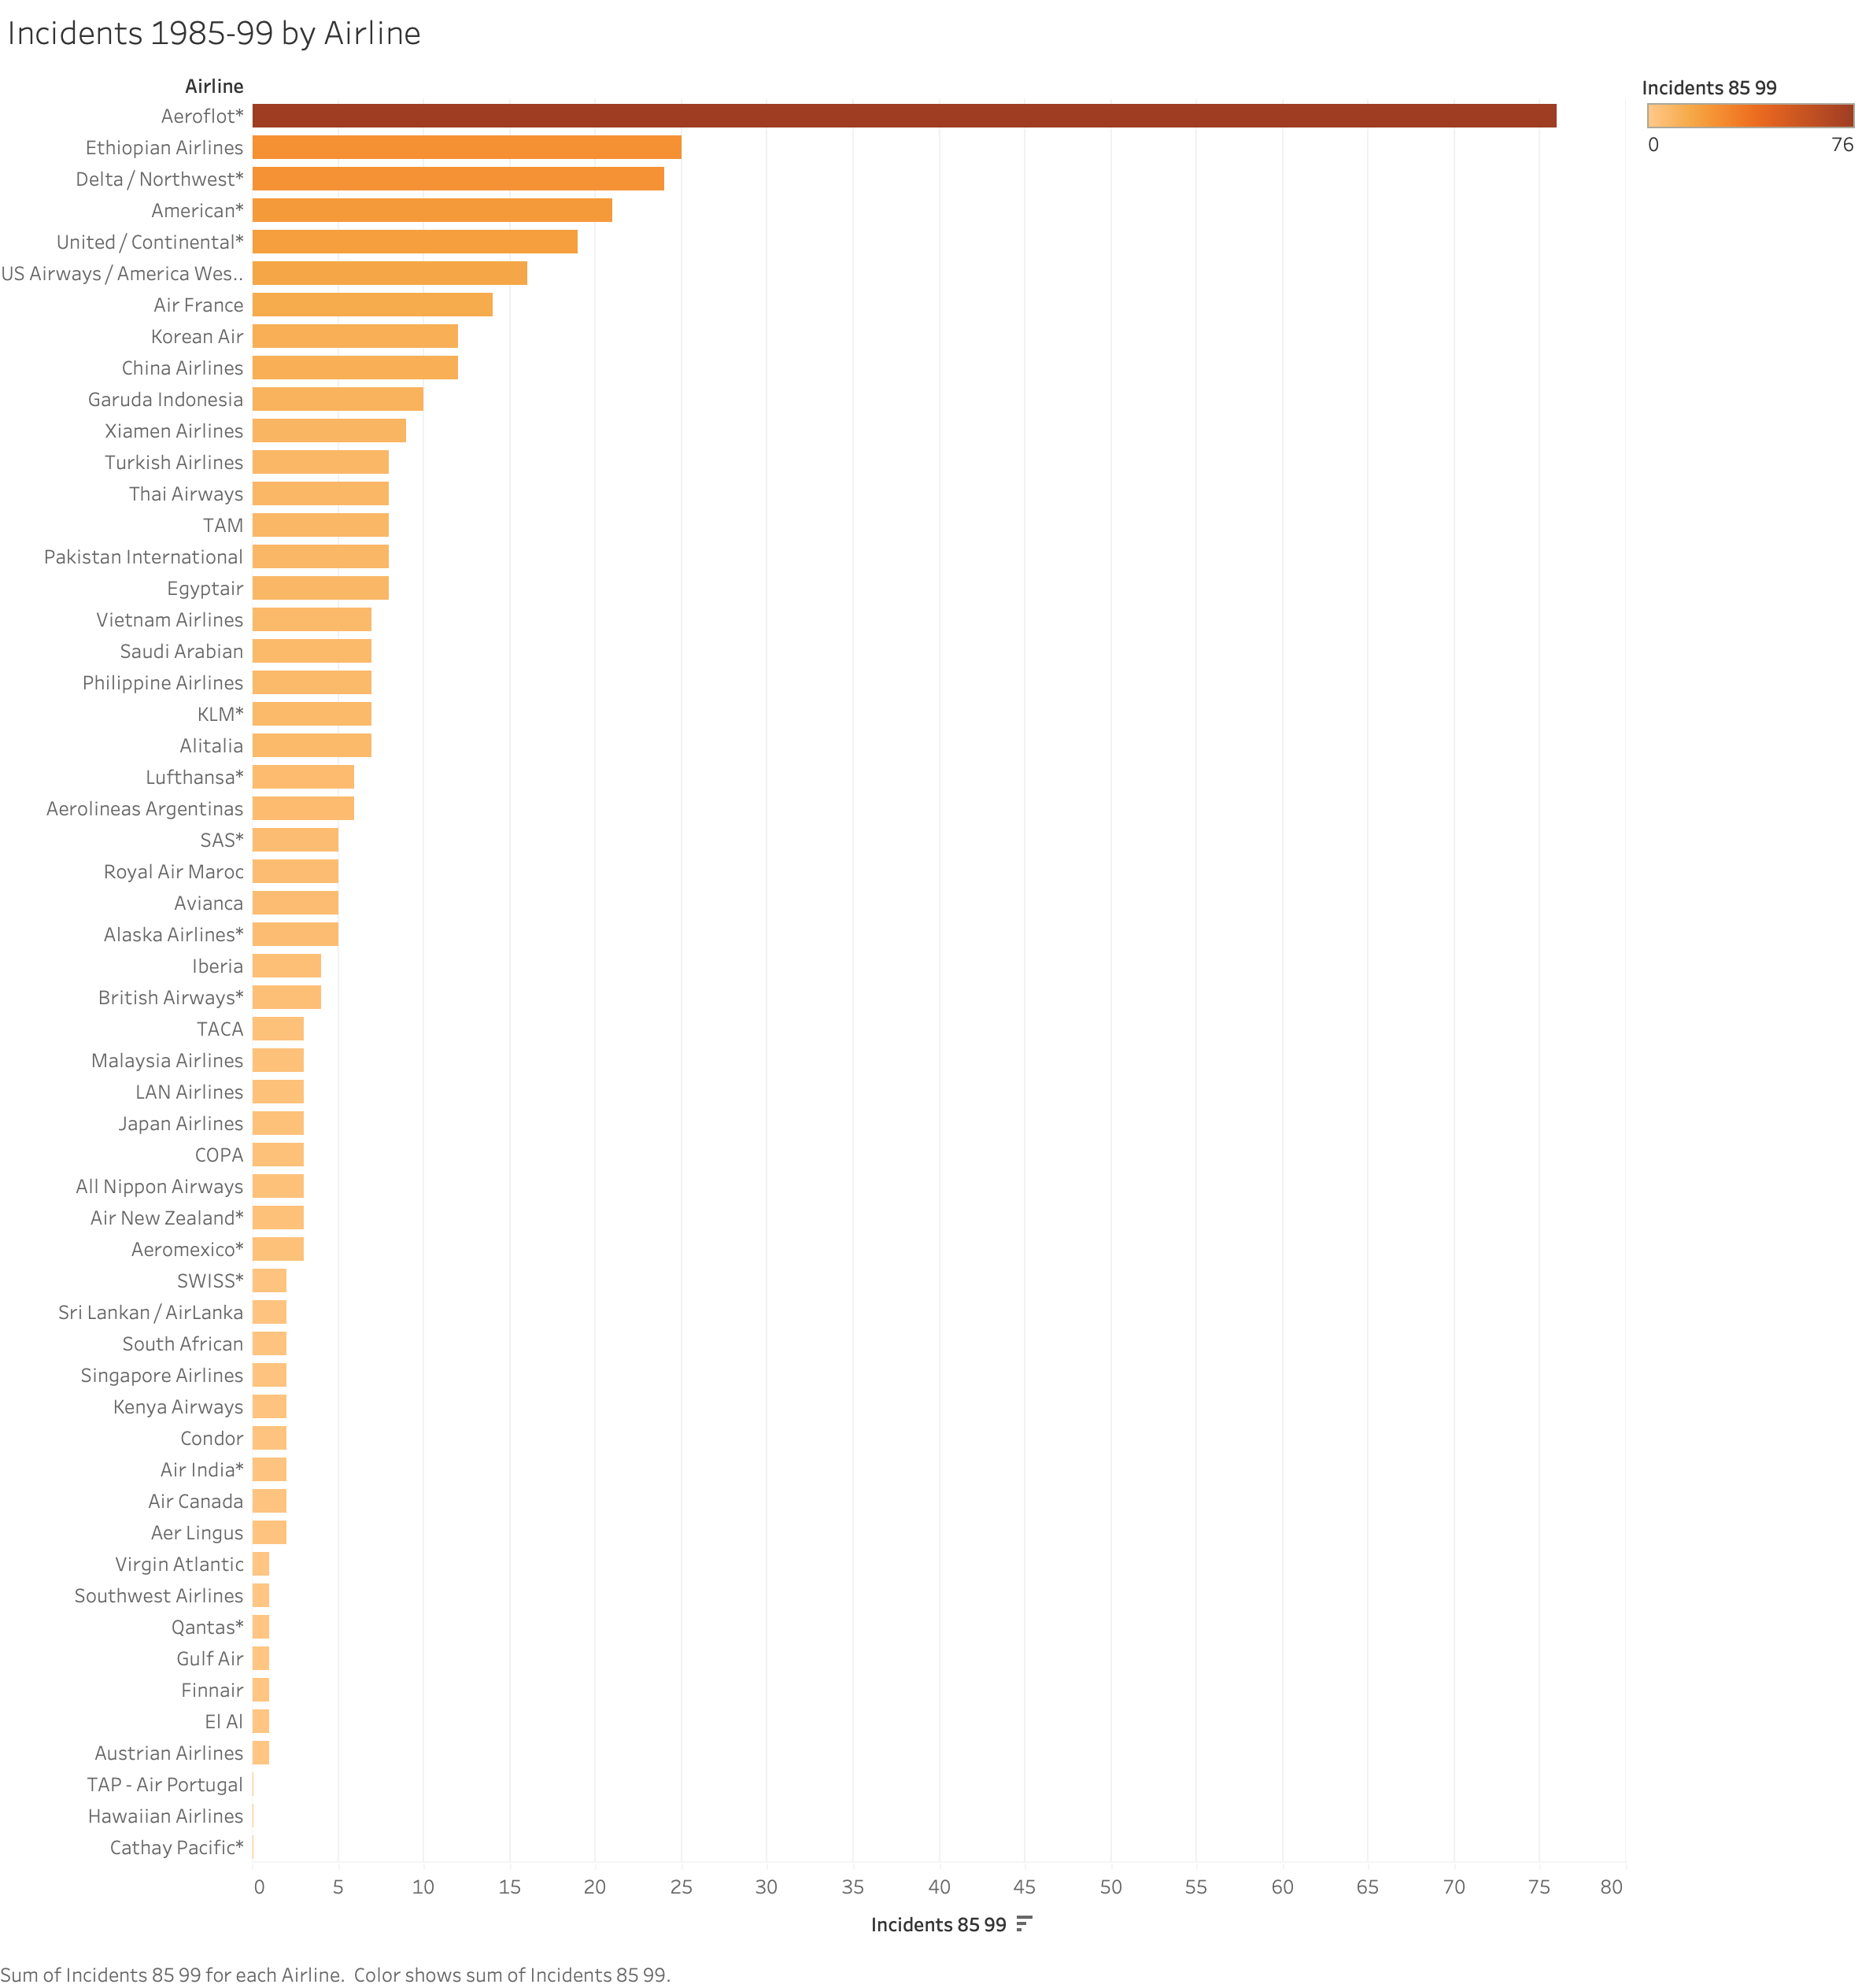 Incidents 1985-99 by Airline
Airline
Incidents 85 99
0 76
Aeroflot*
Ethiopian Airlines
Delta / Northwest*
American*
United / Continental*
US Airways / America Wes..
Air France
Korean Air
China Airlines
Garuda Indonesia
Xiamen Airlines
Turkish Airlines
Thai Airways
TAM
Pakistan International
Egyptair
Vietnam Airlines
Saudi Arabian
Philippine Airlines
KLM*
Alitalia
Lufthansa*
Aerolineas Argentinas
SAS*
Royal Air Maroc
Avianca
Alaska Airlines*
Iberia
British Airways*
TACA
Malaysia Airlines
LAN Airlines
Japan Airlines
COPA
All Nippon Airways
Air New Zealand*
Aeromexico*
SWISS*
Sri Lankan / AirLanka
South African
Singapore Airlines
Kenya Airways
Condor
Air India*
Air Canada
Aer Lingus
Virgin Atlantic
Southwest Airlines
Qantas*
Gulf Air
Finnair
El Al
Austrian Airlines
TAP - Air Portugal
Hawaiian Airlines
Cathay Pacific*
0 5 10 15 20 25 30 35 40 45 50 55 60 65 70 75 80
Incidents 85 99
Sum of Incidents 85 99 for each Airline. Color shows sum of Incidents 85 99.